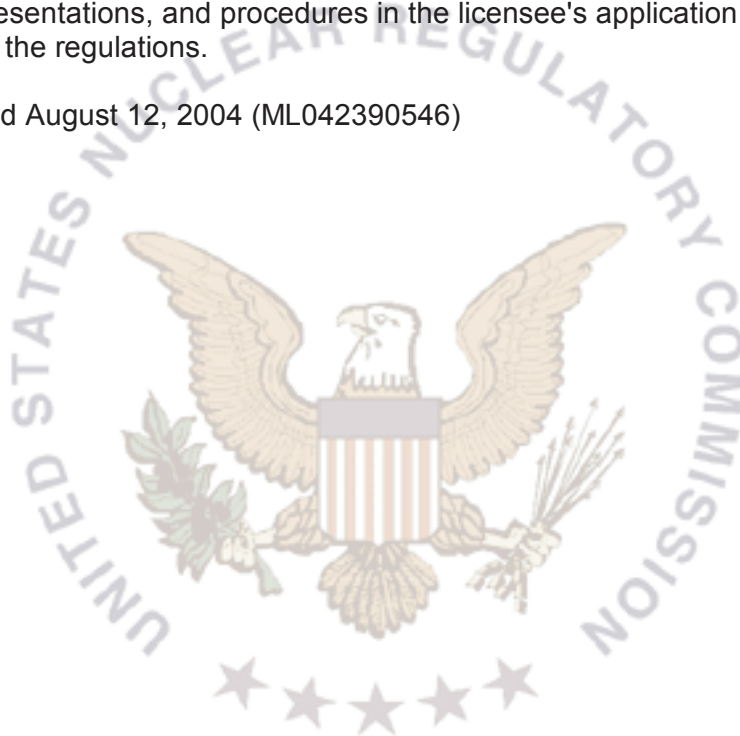 esentations, and procedures in the licensee's application
the regulations.
d August 12, 2004 (ML042390546)
UNITED STATES NUCLEAR REGULATORY COMMISSION